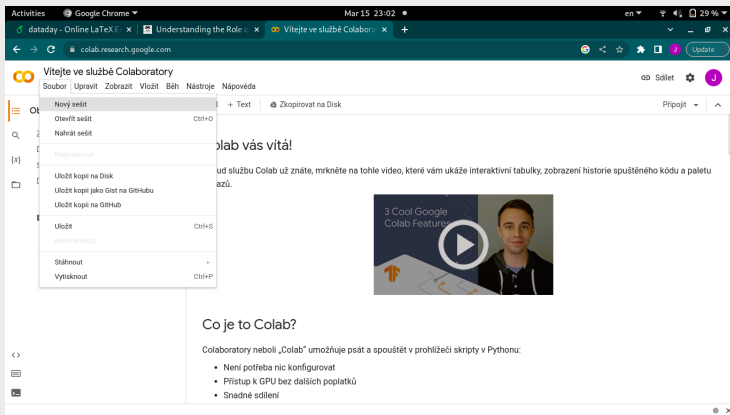 Activities
Google Chrome
Mar 15 23:02
en
29 %
dataday - Online LaTeX E
Understanding the Role o
Vítejte ve službě Colabora
colab.research.google.com
J
Update
Vítejte ve službě Colaboratory
Soubor Upravit Zobrazit Vložit Běh Nástroje Nápověda
Sdílet
J
+ Text
Zkopírovat na Disk
Připojit
Nový sešit
Otevřít sešit Ctrl+O
Nahrát sešit
Přejmenovat
Uložit kopii na Disk
Uložit kopii jako Gist na GitHubu
Uložit kopii na GitHub
Uložit Ctrl+S
Historie verzí
Stáhnout
Vytisknout Ctrl+P
olab vás vítá!
ud službu Colab už znáte, mrkněte na tohle video, které vám ukáže interaktivní tabulky, zobrazení historie spuštěného kódu a paletu
azů.
3 Cool Google
Colab Features
Co je to Colab?
Colaboratory neboli „Colab“ umožňuje psát a spouštět v prohlížeči skripty v Pythonu:
• Není potřeba nic konfigurovat
• Přístup k GPU bez dalších poplatků
• Snadné sdílení